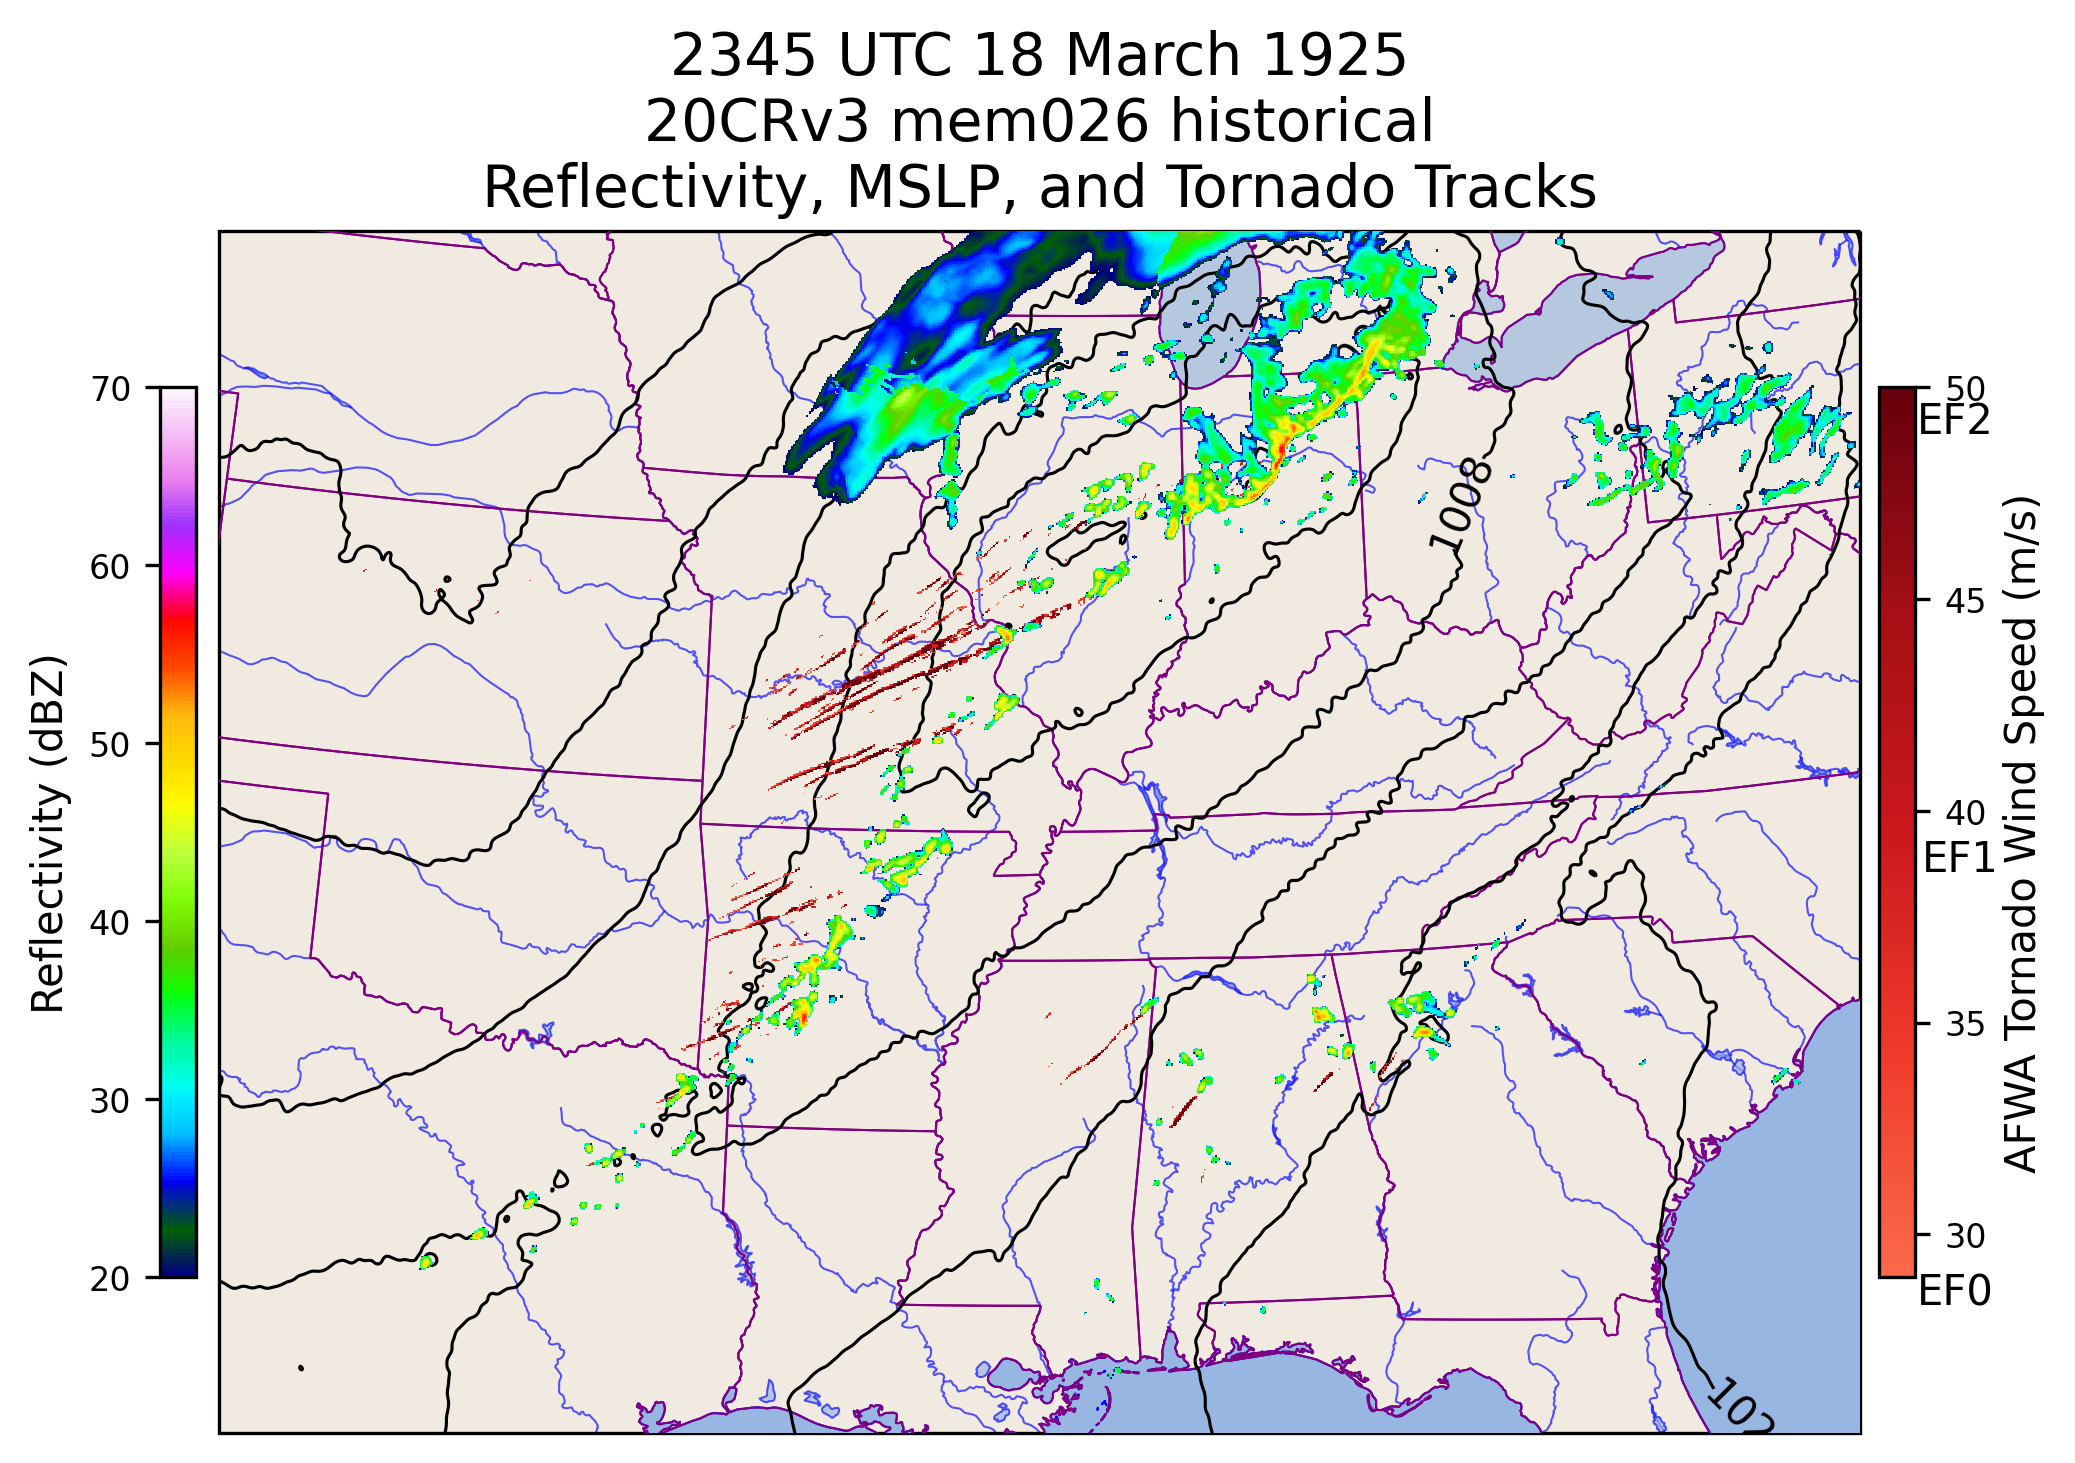 2345 UTC 18 March 1925
20CRv3 mem026 historical
Reflectivity, MSLP, and Tornado Tracks
70
60
50
40
30
20
Reflectivity (dBZ)
1008
102
50
EF2
45
40
EF1
35
30
EF0
AFWA Tornado Wind Speed (m/s)